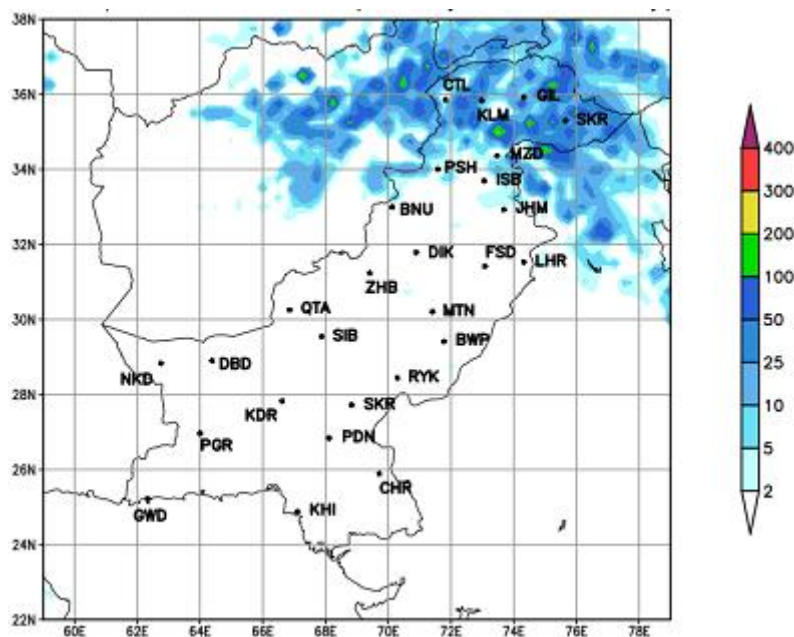 38N
36N
34N
32N
30N
28N
26N
24N
22N
60E 62E 64E 66E 68E 70E 72E 74E 76E 78E
CTL
GIL
KLM
SKR
MZD
PSH
ISB
BNU
JHM
DIK
FSD
LHR
ZHB
QTA
MTN
SIB
BWP
DBD
NKD
RYK
KDR
SKR
PGR
PDN
CHR
GWD
KHI
400
300
200
100
50
25
10
5
2